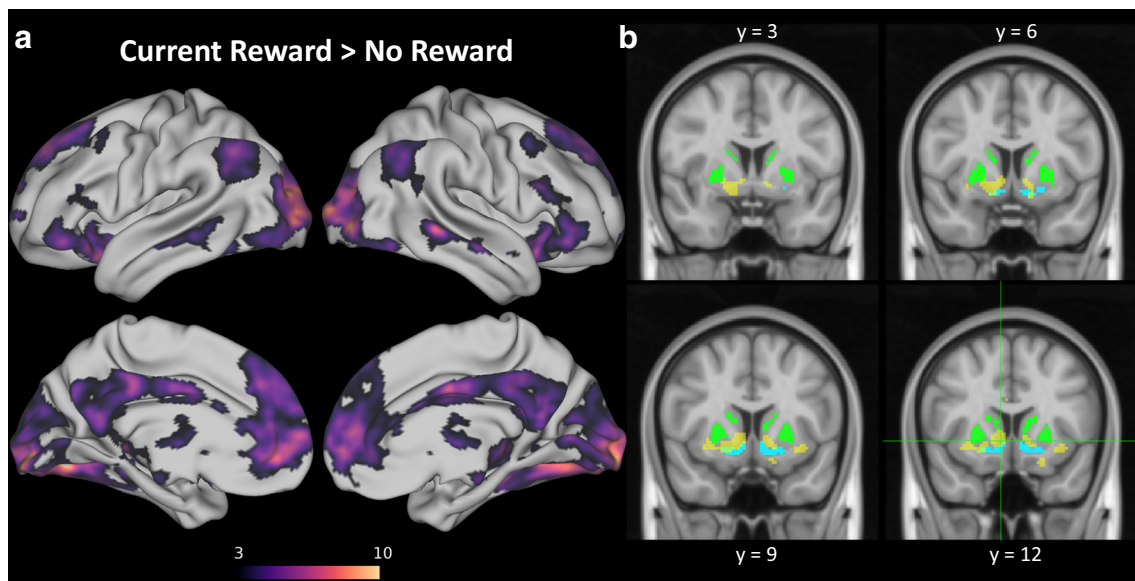 a
Current Reward > No Reward
3
10
b
y = 3
y = 6
y = 9
y = 12